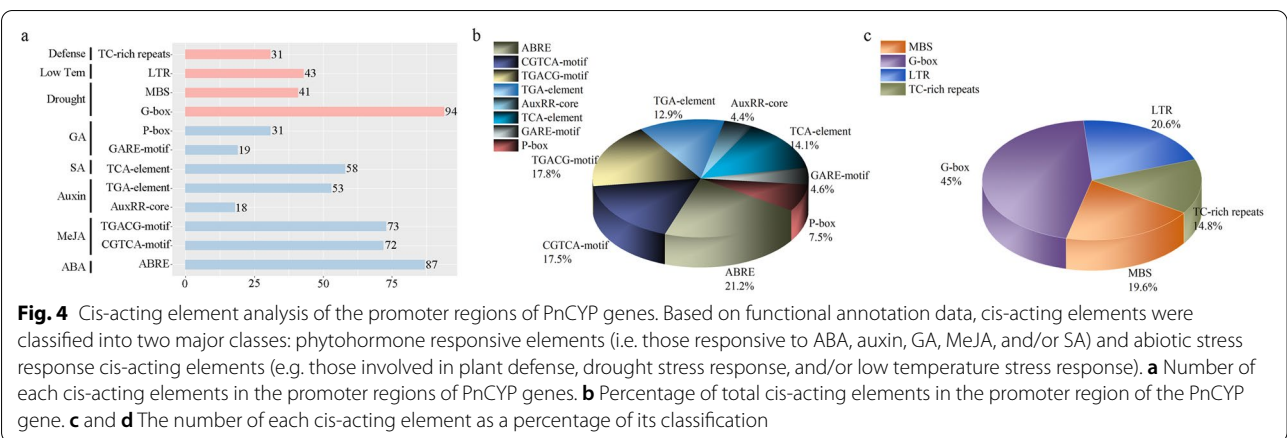 a
Defense TC-rich repeats 31
Low Tem LTR 43
Drought MBS 41
G-box 94
GA P-box 31
GARE-motif 19
SA TCA-element 58
Auxin TGA-element 53
AuxRR-core 18
MeJA TGACG-motif 73
CGTCA-motif 72
ABA ABRE 87
0 25 50 75
b
ABRE
CGTCA-motif
TGACG-motif
TGA-element
AuxRR-core
TCA-element
GARE-motif
P-box
TGA-element
12.9%
AuxRR-core
4.4%
TCA-element
14.1%
GARE-motif
4.6%
P-box
7.5%
ABRE
21.2%
CGTCA-motif
17.5%
TGACG-motif
17.8%
c
MBS
G-box
LTR
TC-rich repeats
LTR
20.6%
G-box
45%
TC-rich repeats
14.8%
MBS
19.6%
Fig. 4 Cis-acting element analysis of the promoter regions of PnCYP genes. Based on functional annotation data, cis-acting elements were
classified into two major classes: phytohormone responsive elements (i.e. those responsive to ABA, auxin, GA, MeJA, and/or SA) and abiotic stress
response cis-acting elements (e.g. those involved in plant defense, drought stress response, and/or low temperature stress response). a Number of
each cis-acting elements in the promoter regions of PnCYP genes. b Percentage of total cis-acting elements in the promoter region of the PnCYP
gene. c and d The number of each cis-acting element as a percentage of its classification